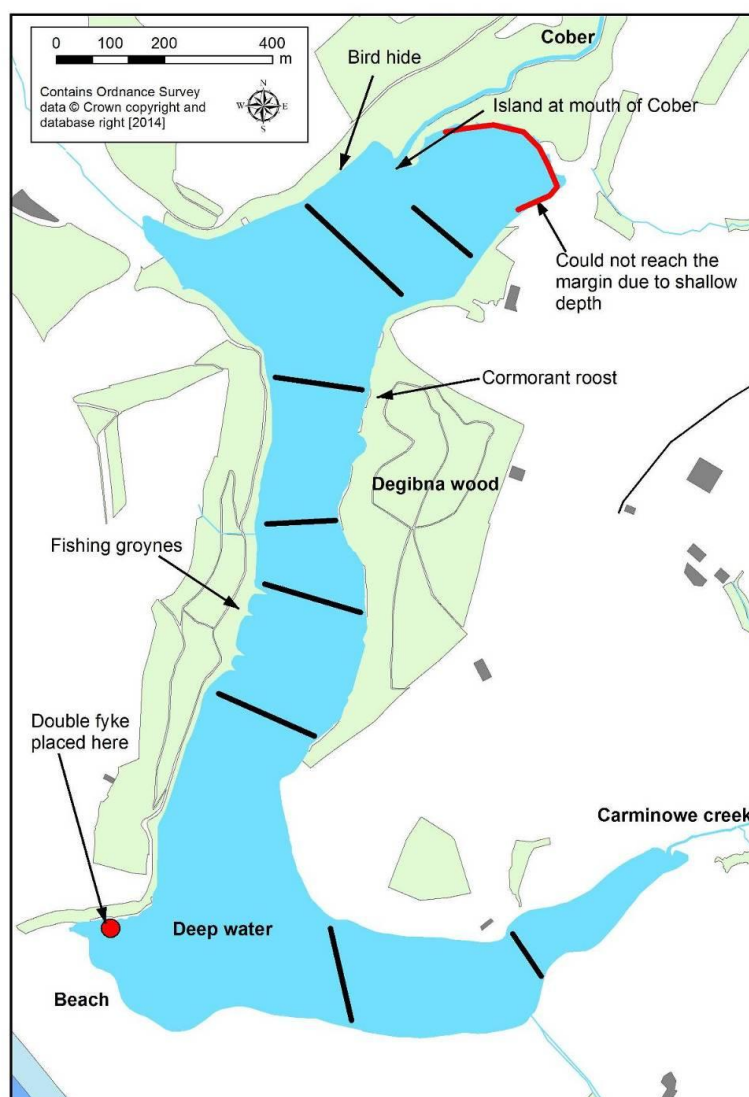 0 100 200 400
m
Contains Ordnance Survey
data © Crown copyright and
database right [2014]
N
W E
S
Cober
Bird hide
Island at mouth of Cober
Could not reach the
margin due to shallow
depth
Cormorant roost
Degibna wood
Fishing groynes
Double fyke
placed here
Carminowe creek
Deep water
Beach